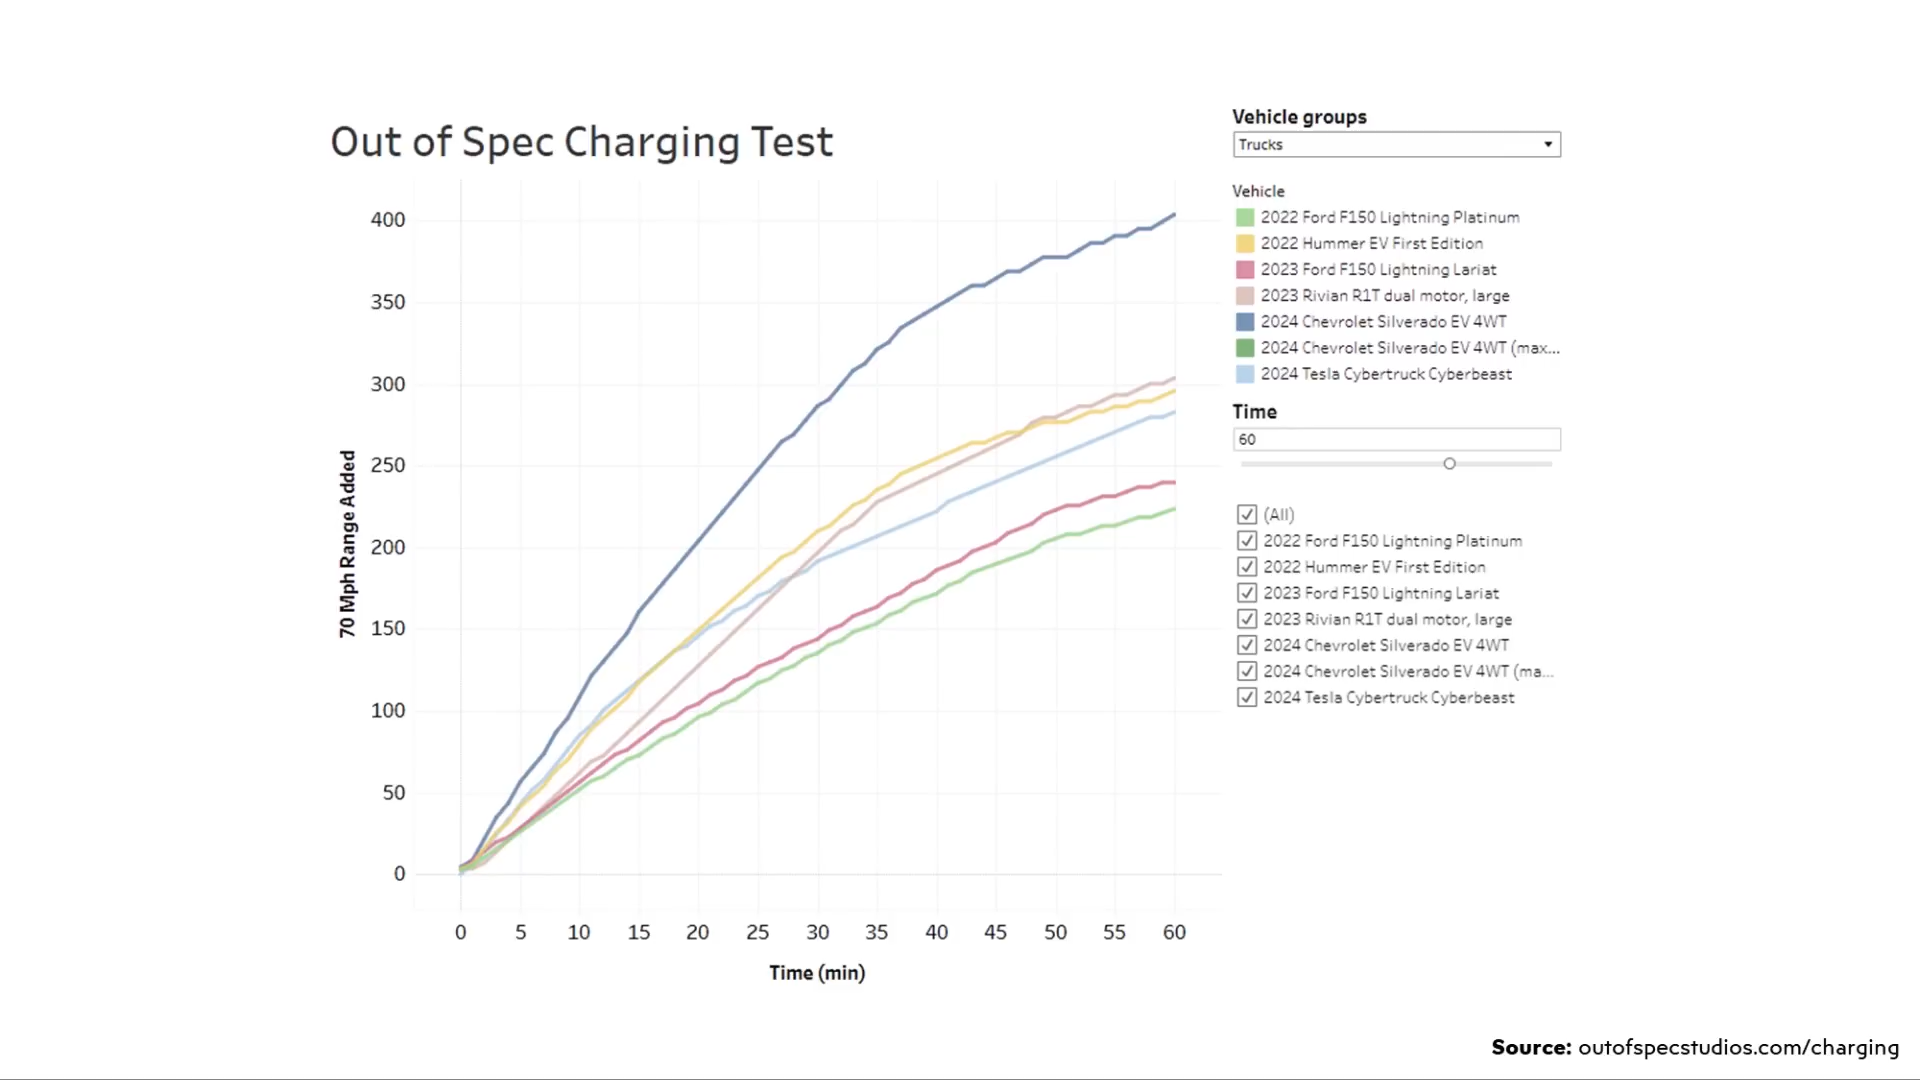 Out of Spec Charging Test
70 Mph Range Added
400
350
300
250
200
150
100
50
0
0 5 10 15 20 25 30 35 40 45 50 55 60
Time (min)
Vehicle groups
Trucks
Vehicle
2022 Ford F150 Lightning Platinum
2022 Hummer EV First Edition
2023 Ford F150 Lightning Lariat
2023 Rivian R1T dual motor, large
2024 Chevrolet Silverado EV 4WT
2024 Chevrolet Silverado EV 4WT (max...
2024 Tesla Cybertruck Cyberbeast
Time
60
(All)
2022 Ford F150 Lightning Platinum
2022 Hummer EV First Edition
2023 Ford F150 Lightning Lariat
2023 Rivian R1T dual motor, large
2024 Chevrolet Silverado EV 4WT
2024 Chevrolet Silverado EV 4WT (ma...
2024 Tesla Cybertruck Cyberbeast
Source: outofspecstudios.com/charging